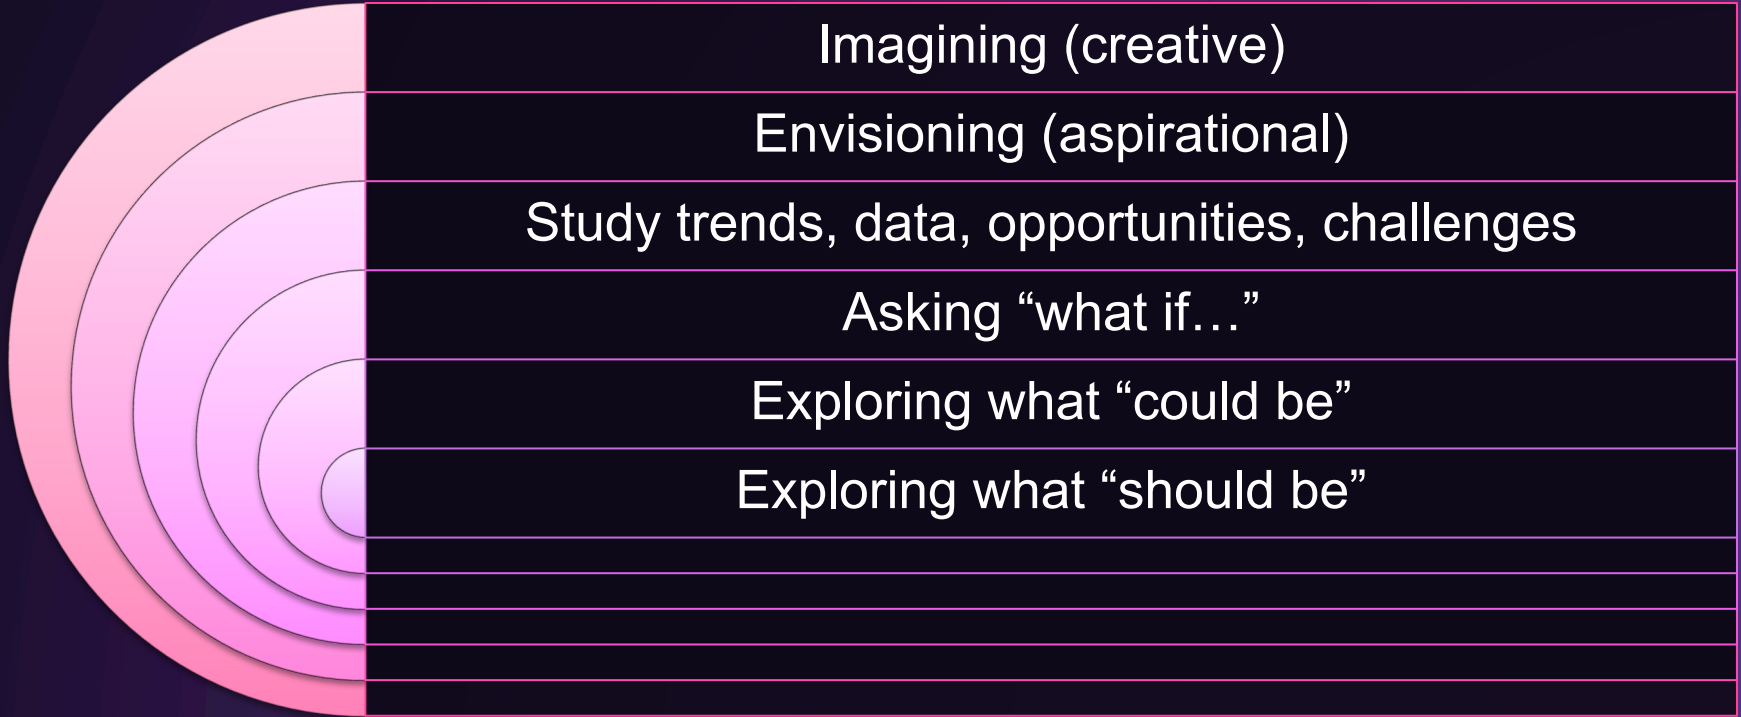 Imagining (creative)
Envisioning (aspirational)
Study trends, data, opportunities, challenges
Asking “what if…”
Exploring what “could be”
Exploring what “should be”